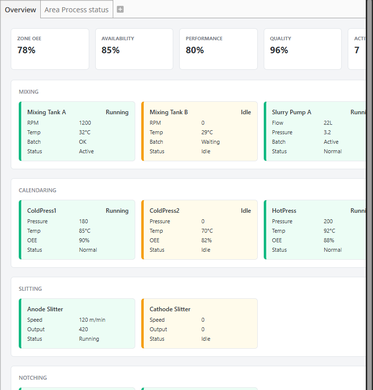 Overview Area Process status
ZONE OEE AVAILABILITY PERFORMANCE QUALITY
78% 85% 80% 96% 7
MIXING
Mixing Tank A Running Mixing Tank B Idle Slurry Pump A
RPM 1200 RPM 0 Flow 22L
Temp 32°C Temp 29°C Pressure 3.2
Batch OK Batch Waiting Batch Active
Status Active Status Idle Status Normal
CALENDARING
ColdPress1 Running ColdPress2 Idle HotPress
Pressure 180 Pressure 0 Pressure 200
Temp 85°C Temp 70°C Temp 92°C
OEE 90% OEE 82% OEE 88%
Status Normal Status Idle Status Normal
SLITTING
Anode Slitter Cathode Slitter
Speed 120 m/min Speed 0
Output 420 Output 0
Status Running Status Idle
NOTCHING